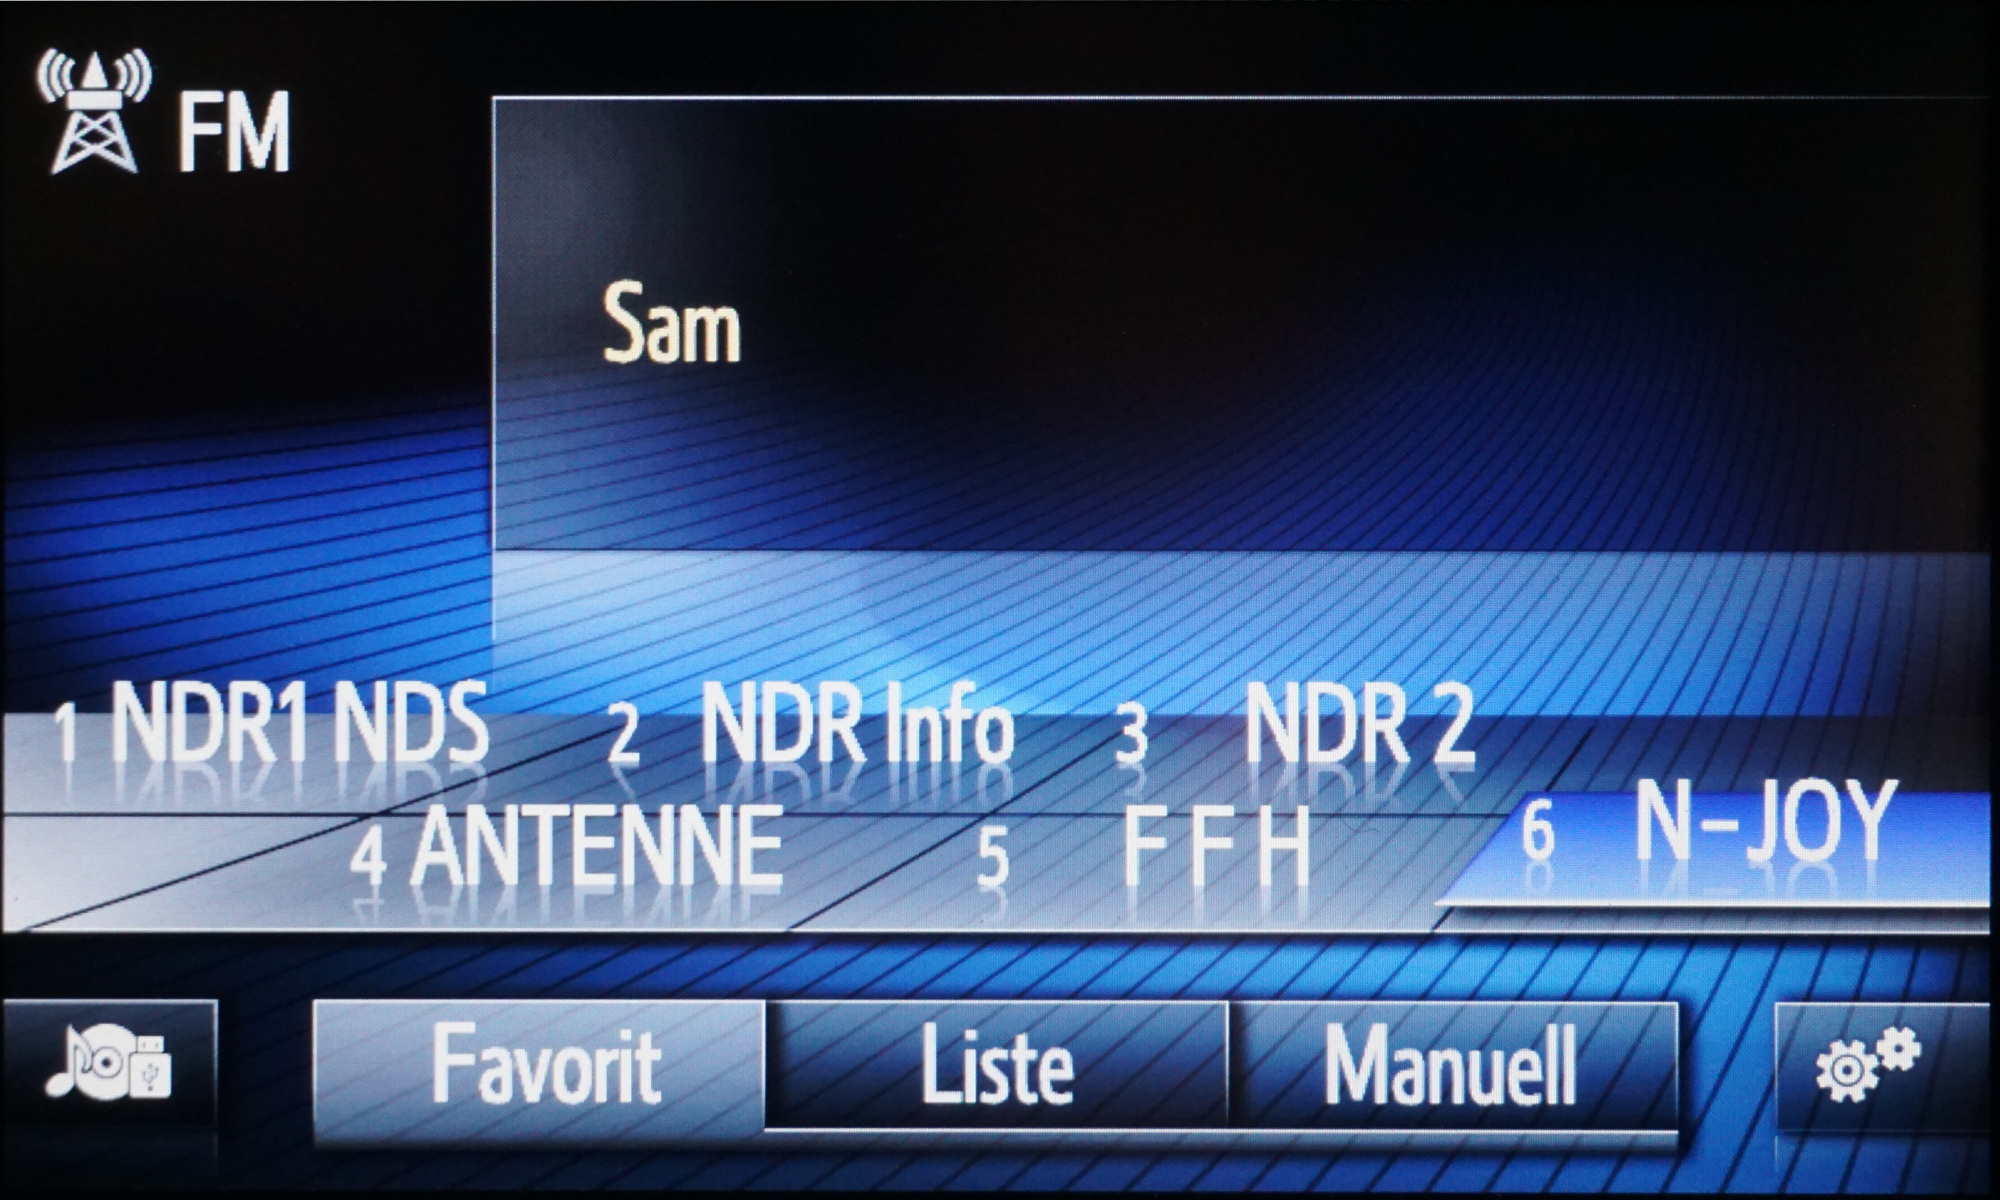 FM
Sam
1 NDR1 NDS 2 NDR Info 3 NDR 2
4 ANTENNE 5 F F H 6 N-JOY
Favorit Liste Manuell